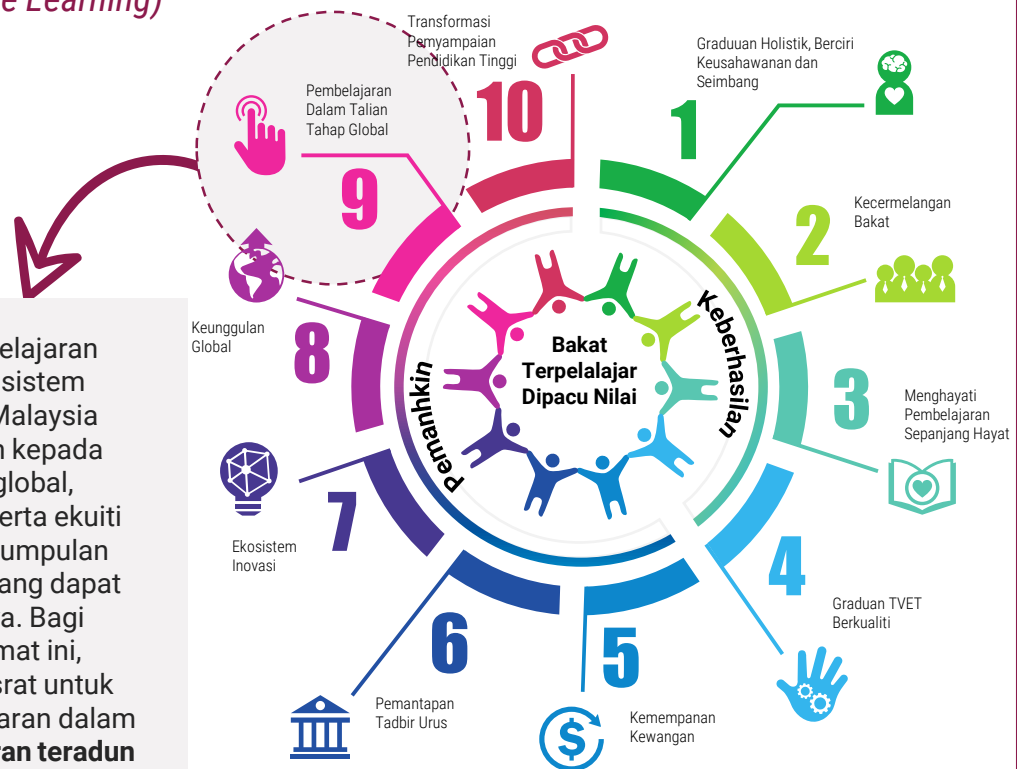 e Learning)
elajaran
sistem
Malaysia
n kepada
global,
erta ekuiti
umpulan
ang dapat
a. Bagi
mat ini,
srat untuk
aran dalam
ran teradun
Transformasi
Pemyampaian
Pendidikan Tinggi
10
Graduuan Holistik, Berciri
Keusahawanan dan
Seimbang
1
Pembelajaran
Dalam Talian
Tahap Global
9
2
Kecermelangan
Bakat
Keunggulan
Global
8
3
Menghayati
Pembelajaran
Sepanjang Hayat
Bakat
Terpelalajar
Dipacu Nilai
Keberhasilan
Pemanhkin
7
Ekosistem
Inovasi
4
Graduan TVET
Berkualiti
6
Pemantapan
Tadbir Urus
5
Kemempanan
Kewangan
$